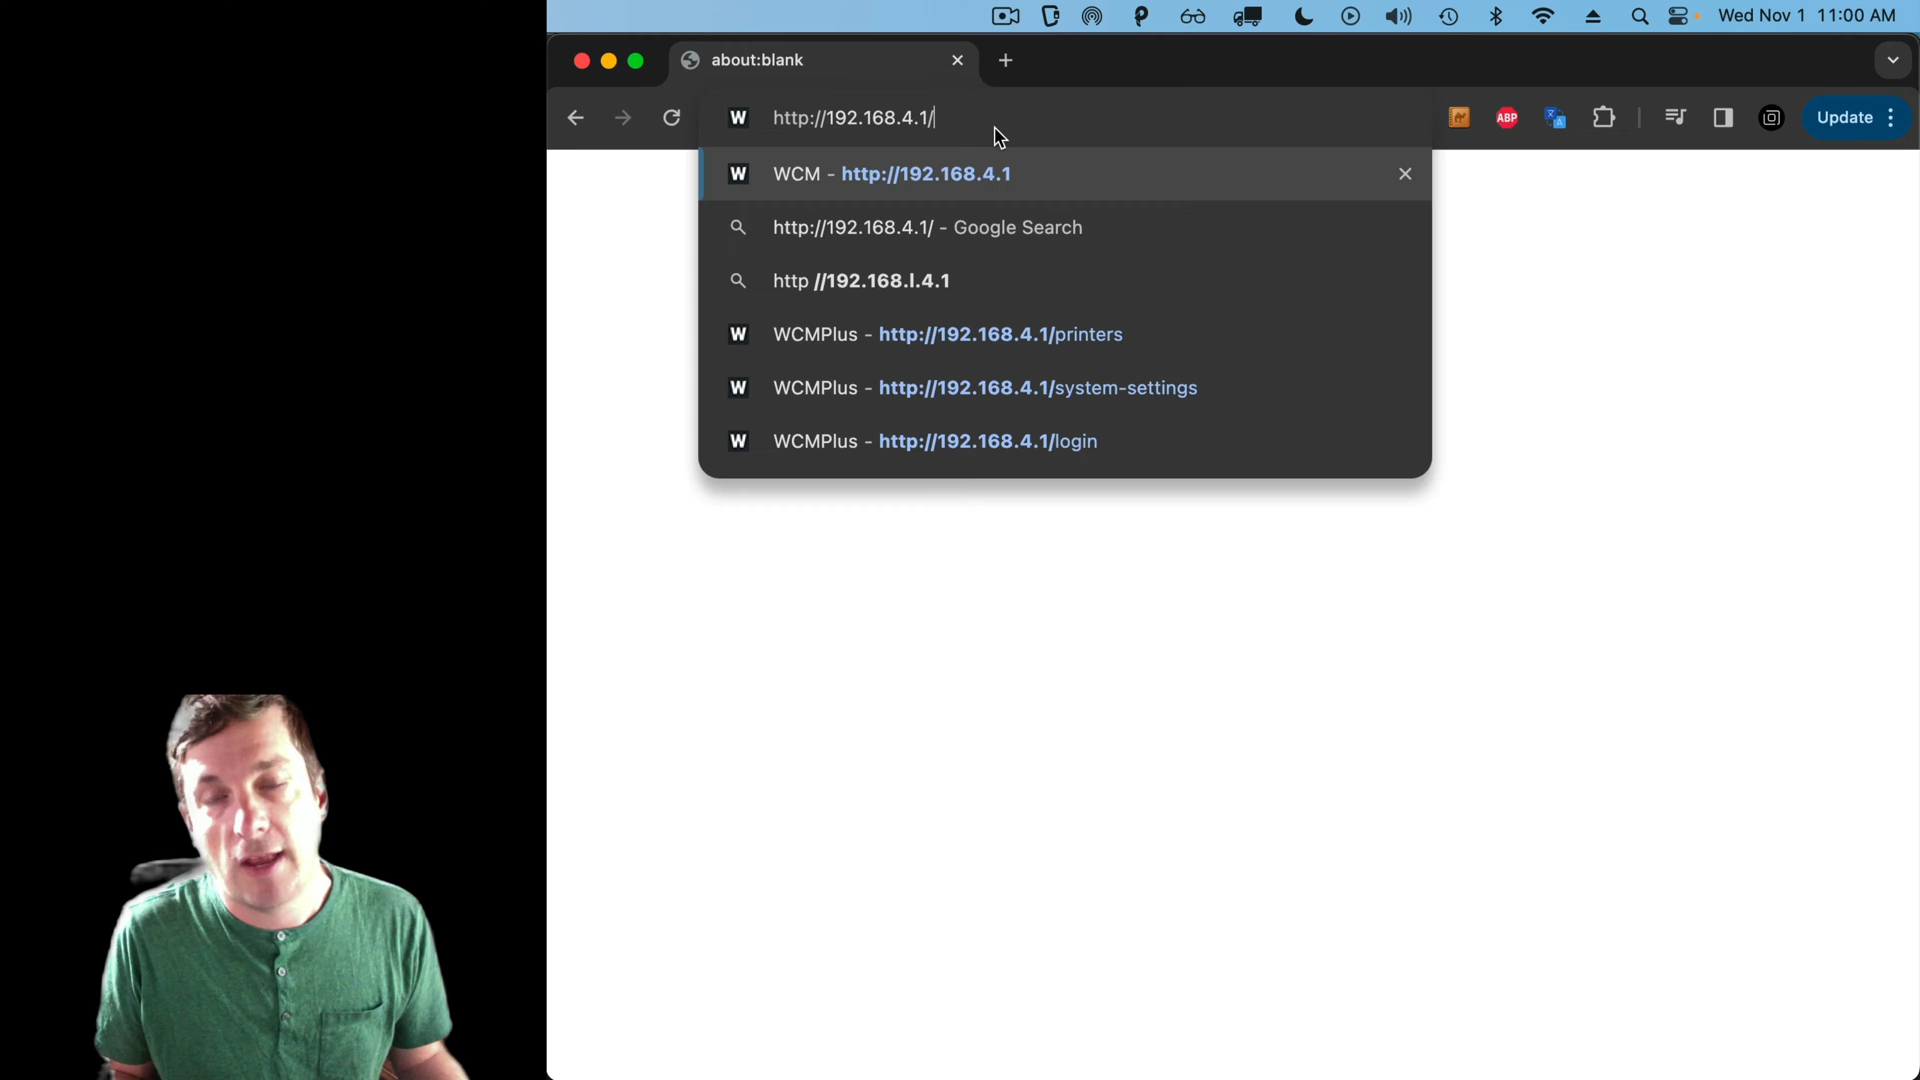 Wed Nov 1 11:00 AM
about:blank
W http://192.168.4.1/
ABP
Update
W WCM - http://192.168.4.1
http://192.168.4.1/ - Google Search
http //192.168.l.4.1
W WCMPlus - http://192.168.4.1/printers
W WCMPlus - http://192.168.4.1/system-settings
W WCMPlus - http://192.168.4.1/login